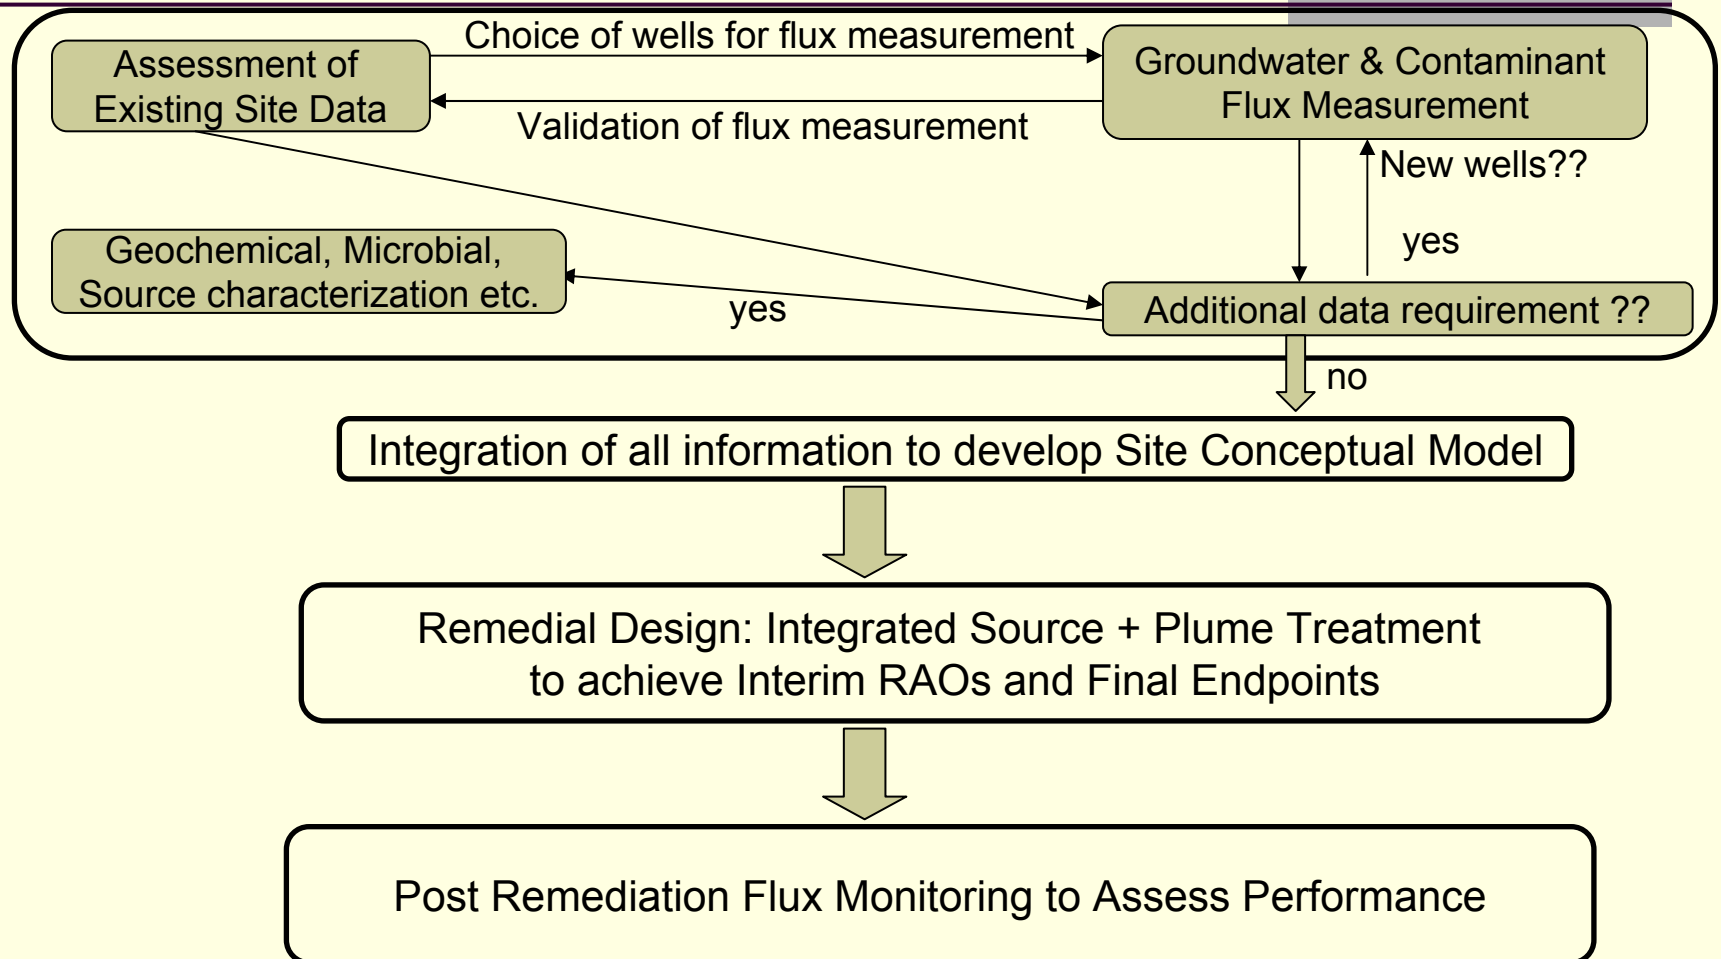 Choice of wells for flux measurement
Assessment of
Existing Site Data
Groundwater & Contaminant
Flux Measurement
Validation of flux measurement
New wells??
yes
Geochemical, Microbial,
Source characterization etc.
yes
Additional data requirement ??
no
Integration of all information to develop Site Conceptual Model
Remedial Design: Integrated Source + Plume Treatment
to achieve Interim RAOs and Final Endpoints
Post Remediation Flux Monitoring to Assess Performance